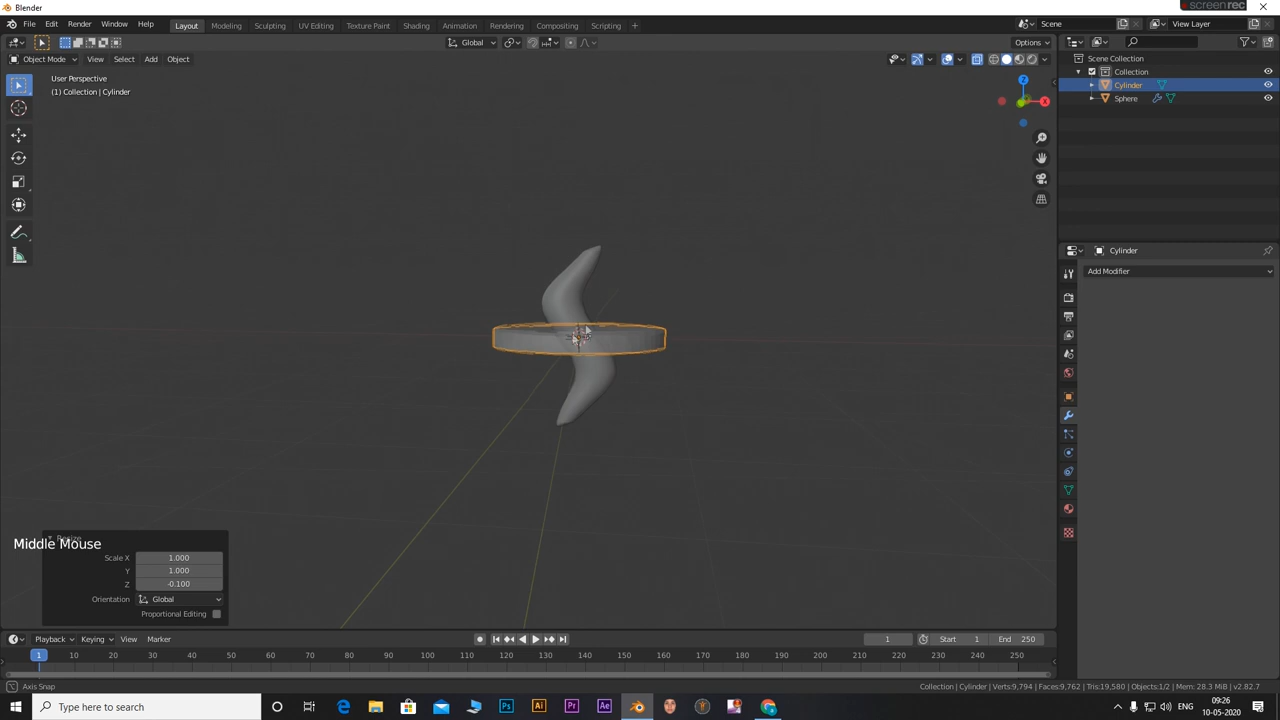 Blender
screenrec
File Edit Render Window Help Layout Modeling Sculpting UV Editing Texture Paint Shading Animation Rendering Compositing Scripting + Scene View Layer
Global Options
Object Mode View Select Add Object
User Perspective
(1) Collection | Cylinder
Z
X
Scene Collection
Collection
Cylinder
Sphere
Cylinder
Add Modifier
Resize
Middle Mouse
Scale X 1.000
Y 1.000
Z -0.100
Orientation Global
Proportional Editing
Playback Keying View Marker 1 Start 1 End 250
1 10 20 30 40 50 60 70 80 90 100 110 120 130 140 150 160 170 180 190 200 210 220 230 240 250
Axis Snap Collection | Cylinder | Verts:9,794 | Faces:9,762 | Tris:19,580 | Objects:1/2 | Mem: 28.3 MiB | v2.82.7
Type here to search
Ps Ai Pr Ae
09:26
10-05-2020